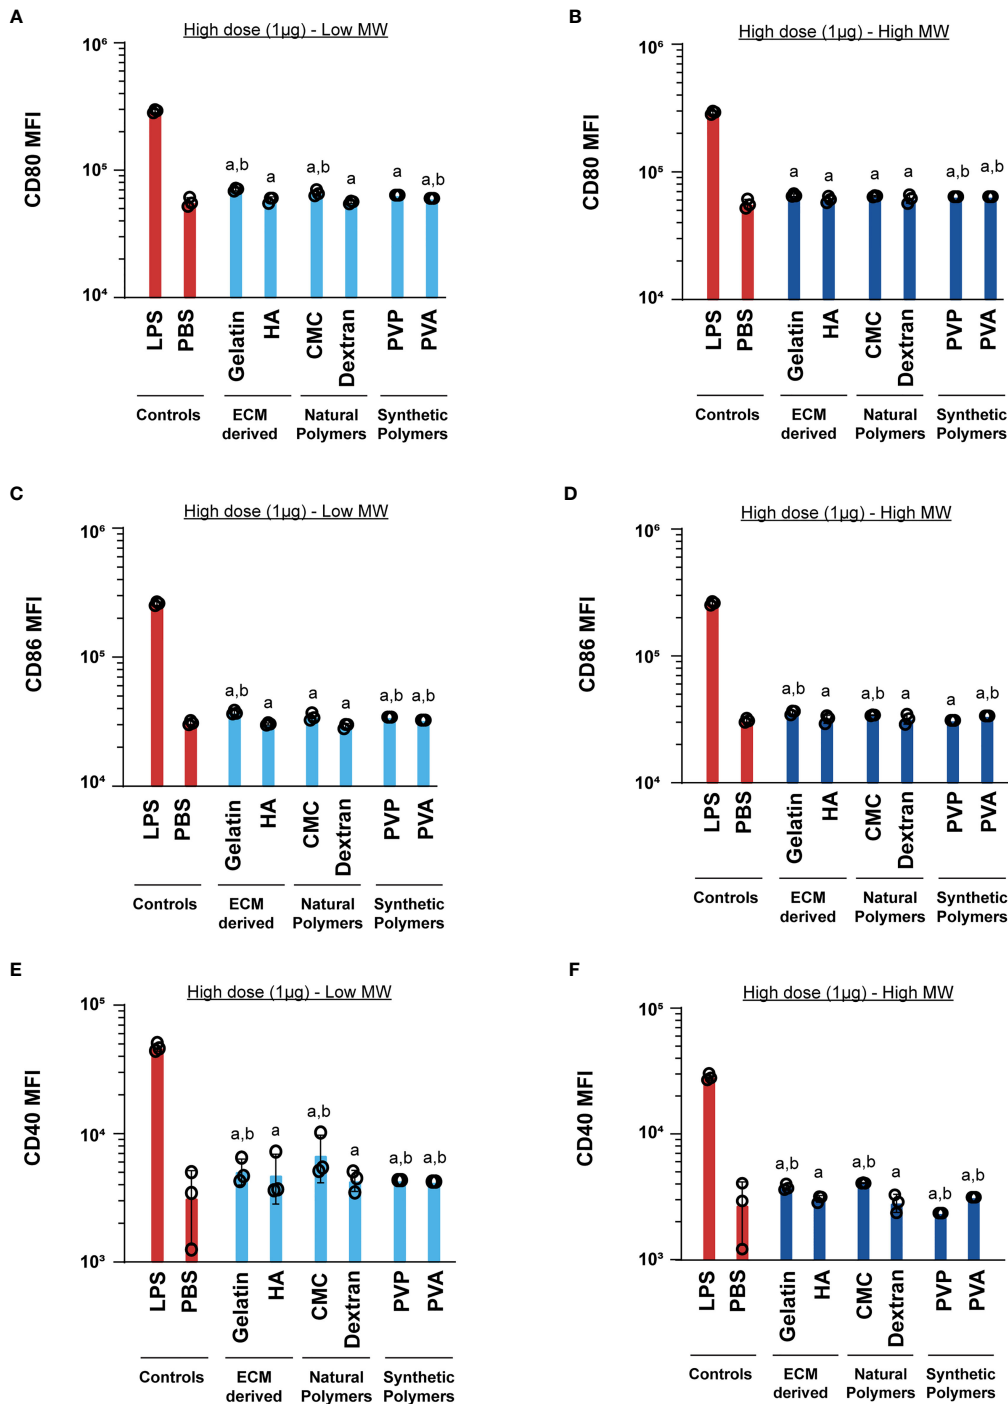 A
High dose (1µg) - Low MW
CD80 MFI
10⁶
10⁵
10⁴
a,b
a
a,b
a
a
a,b
LPS
PBS
Gelatin
HA
CMC
Dextran
PVP
PVA
Controls
ECM
derived
Natural
Polymers
Synthetic
Polymers
B
High dose (1µg) - High MW
CD80 MFI
10⁶
10⁵
10⁴
a
a
a
a
a,b
a,b
LPS
PBS
Gelatin
HA
CMC
Dextran
PVP
PVA
Controls
ECM
derived
Natural
Polymers
Synthetic
Polymers
C
High dose (1µg) - Low MW
CD86 MFI
10⁶
10⁵
10⁴
a,b
a
a
a
a,b
a,b
LPS
PBS
Gelatin
HA
CMC
Dextran
PVP
PVA
Controls
ECM
derived
Natural
Polymers
Synthetic
Polymers
D
High dose (1µg) - High MW
CD86 MFI
10⁶
10⁵
10⁴
a,b
a
a,b
a
a
a,b
LPS
PBS
Gelatin
HA
CMC
Dextran
PVP
PVA
Controls
ECM
derived
Natural
Polymers
Synthetic
Polymers
E
High dose (1µg) - Low MW
CD40 MFI
10⁵
10⁴
10³
a,b
a
a,b
a
a,b
a,b
LPS
PBS
Gelatin
HA
CMC
Dextran
PVP
PVA
Controls
ECM
derived
Natural
Polymers
Synthetic
Polymers
F
High dose (1µg) - High MW
CD40 MFI
10⁵
10⁴
10³
a,b
a
a,b
a
a,b
a,b
LPS
PBS
Gelatin
HA
CMC
Dextran
PVP
PVA
Controls
ECM
derived
Natural
Polymers
Synthetic
Polymers